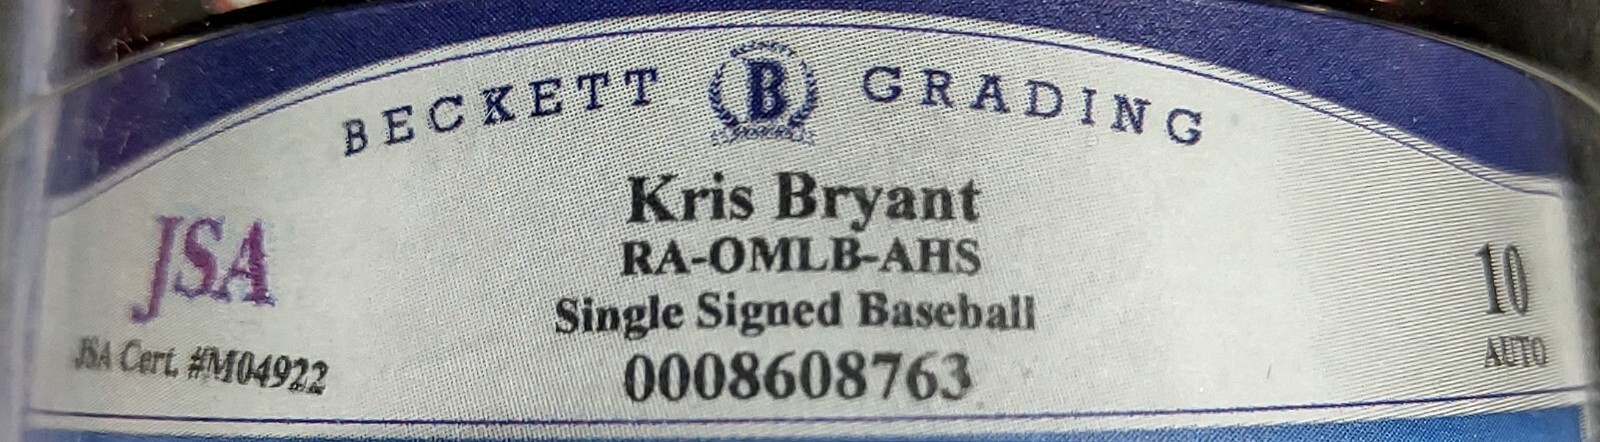 BECKETT B GRADING
Kris Bryant
RA-OMLB-AHS
Single Signed Baseball
0008608763
JSA
JSA Cert. #M04922
10
AUTO